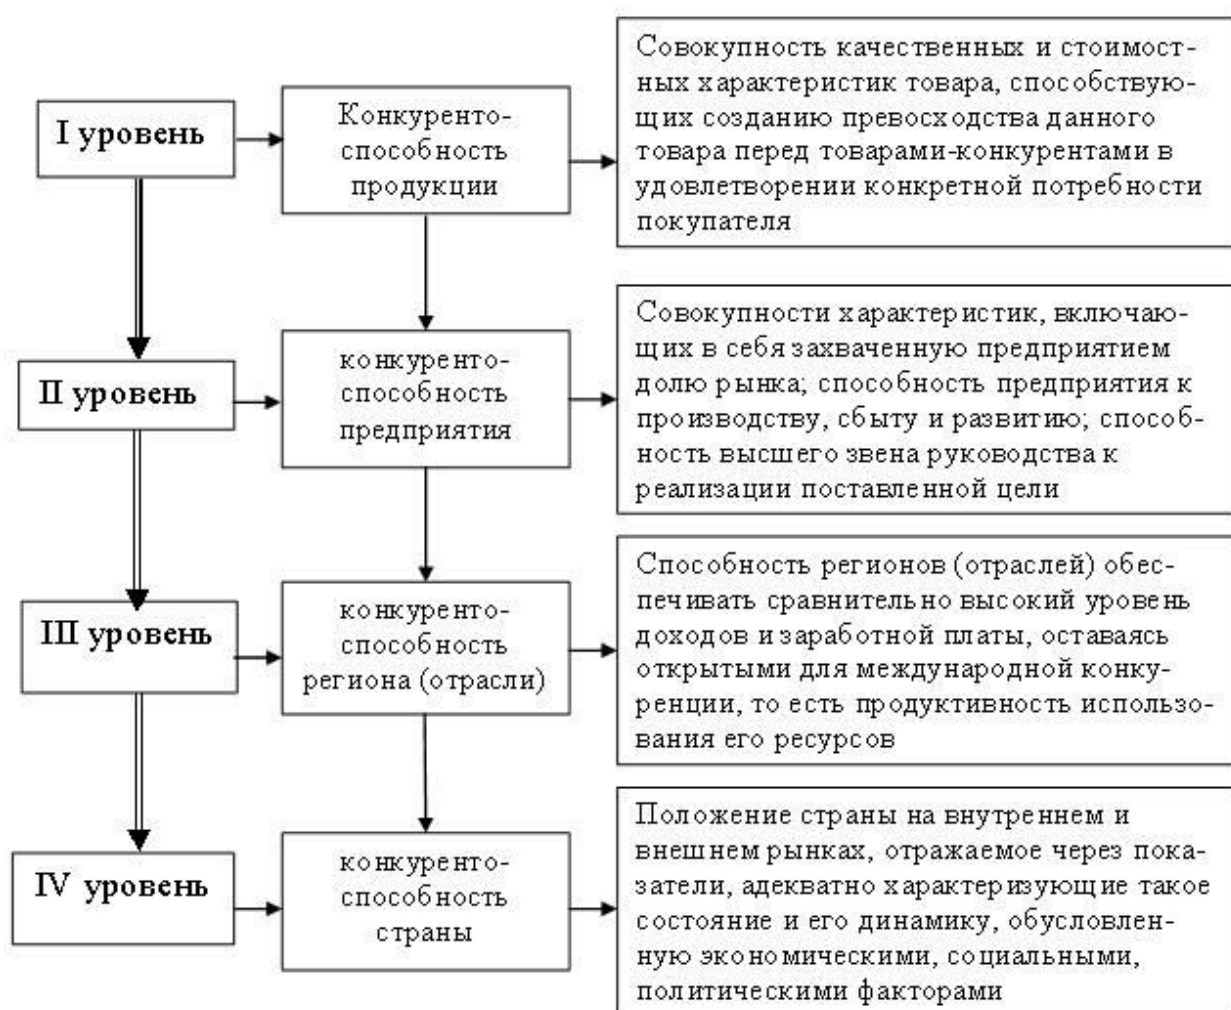 I уровень
Конкуренто-
способность
продукции
Совокупность качественных и стоимост-
ных характеристик товара, способствую-
щих созданию превосходства данного
товара перед товарами-конкурентами в
удовлетворении конкретной потребности
покупателя
II уровень
конкуренто-
способность
предприятия
Совокупности характеристик, включаю-
щих в себя захваченную предприятием
долю рынка; способность предприятия к
производству, сбыту и развитию; способ-
ность высшего звена руководства к
реализации поставленной цели
III уровень
конкуренто-
способность
региона (отрасли)
Способность регионов (отраслей) обес-
печивать сравнительно высокий уровень
доходов и заработной платы, оставаясь
открытыми для международной конку-
ренции, то есть продуктивность использо-
вания его ресурсов
IV уровень
конкуренто-
способность
страны
Положение страны на внутреннем и
внешнем рынках, отражаемое через пока-
затели, адекватно характеризующие такое
состояние и его динамику, обусловлен-
ную экономическими, социальными,
политическими факторами